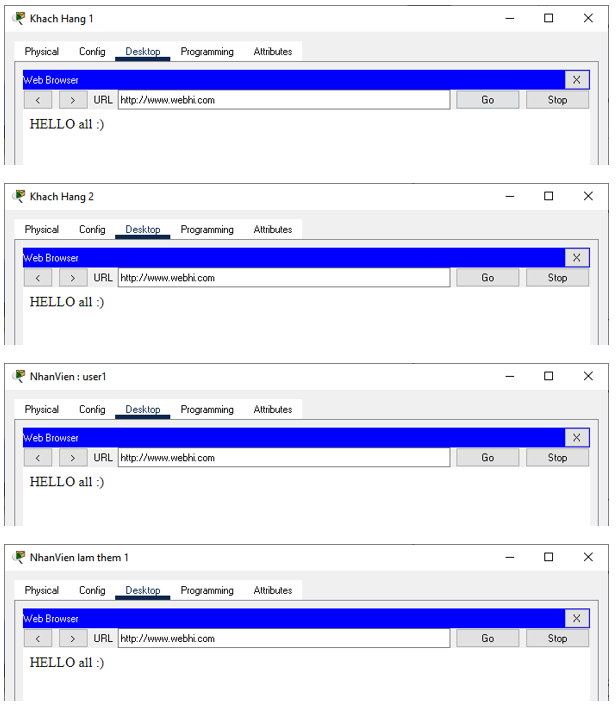 Khach Hang 1
Physical Config Desktop Programming Attributes
Web Browser X
< > URL http://www.webhi.com Go Stop
HELLO all :)
Khach Hang 2
Physical Config Desktop Programming Attributes
Web Browser X
< > URL http://www.webhi.com Go Stop
HELLO all :)
NhanVien : user1
Physical Config Desktop Programming Attributes
Web Browser X
< > URL http://www.webhi.com Go Stop
HELLO all :)
NhanVien lam them 1
Physical Config Desktop Programming Attributes
Web Browser X
< > URL http://www.webhi.com Go Stop
HELLO all :)